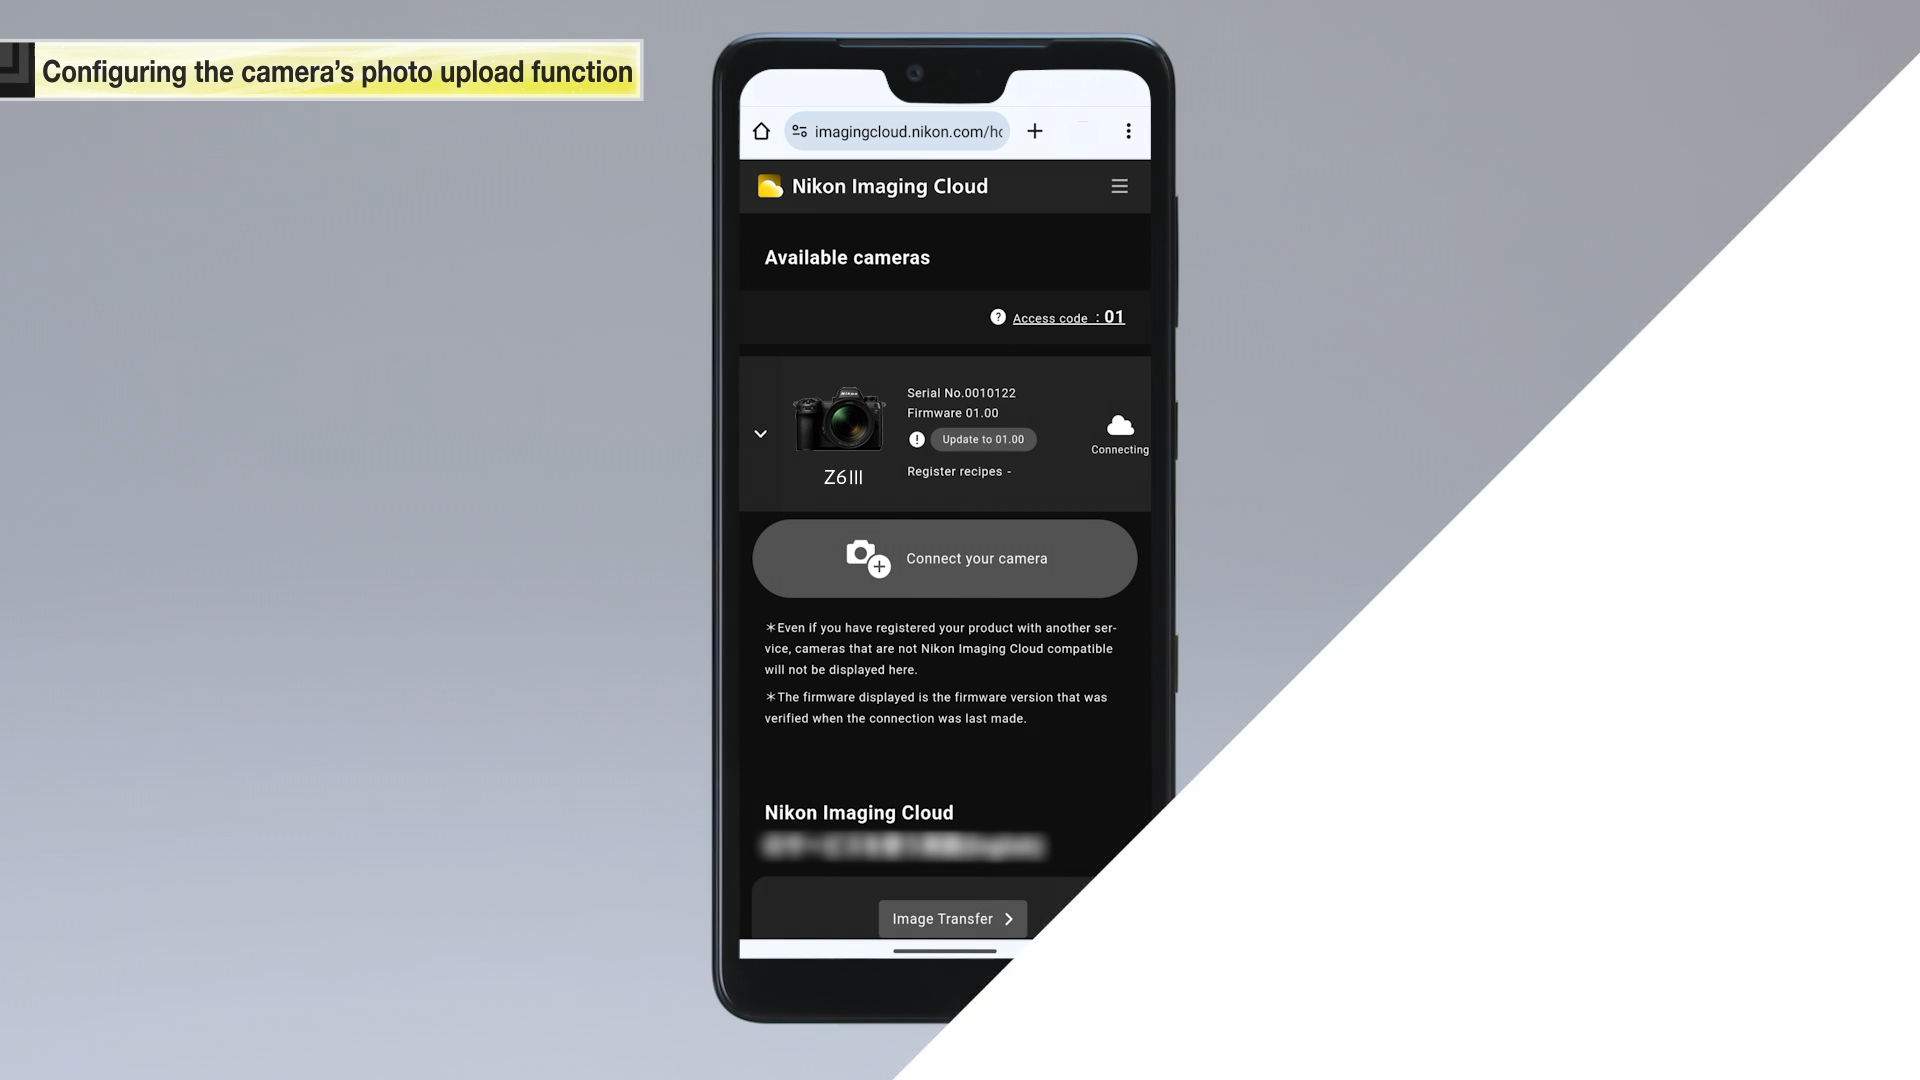 Configuring the camera's photo upload function
imagingcloud.nikon.com/hc
Nikon Imaging Cloud
Available cameras
? Access code : 01
Serial No.0010122
Firmware 01.00
! Update to 01.00
Connecting
Register recipes -
Nikon
Z6III
Connect your camera
*Even if you have registered your product with another ser-
vice, cameras that are not Nikon Imaging Cloud compatible
will not be displayed here.
*The firmware displayed is the firmware version that was
verified when the connection was last made.
Nikon Imaging Cloud
Image Transfer